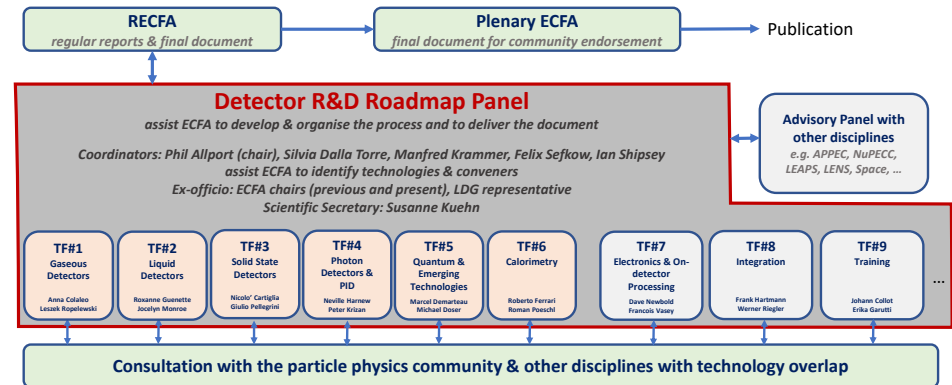 RECFA
regular reports & final document
Plenary ECFA
final document for community endorsement
Publication
Detector R&D Roadmap Panel
assist ECFA to develop & organise the process and to deliver the document
Coordinators: Phil Allport (chair), Silvia Dalla Torre, Manfred Krammer, Felix Sefkow, Ian Shipsey
assist ECFA to identify technologies & conveners
Ex-officio: ECFA chairs (previous and present), LDG representative
Scientific Secretary: Susanne Kuehn
Advisory Panel with
other disciplines
e.g. APPEC, NuPECC,
LEAPS, LENS, Space, …
TF#1
Gaseous
Detectors
Anna Colaleo
Leszek Ropelewski
TF#2
Liquid
Detectors
Roxanne Guenette
Jocelyn Monroe
TF#3
Solid State
Detectors
Nicolo' Cartiglia
Giulio Pellegrini
TF#4
Photon
Detectors &
PID
Neville Harnew
Peter Krizan
TF#5
Quantum &
Emerging
Technologies
Marcel Demarteau
Michael Doser
TF#6
Calorimetry
Roberto Ferrari
Roman Poeschl
TF#7
Electronics & On-
detector
Processing
Dave Newbold
Francois Vasey
TF#8
Integration
Frank Hartmann
Werner Riegler
TF#9
Training
Johann Collot
Erika Garutti
…
Consultation with the particle physics community & other disciplines with technology overlap